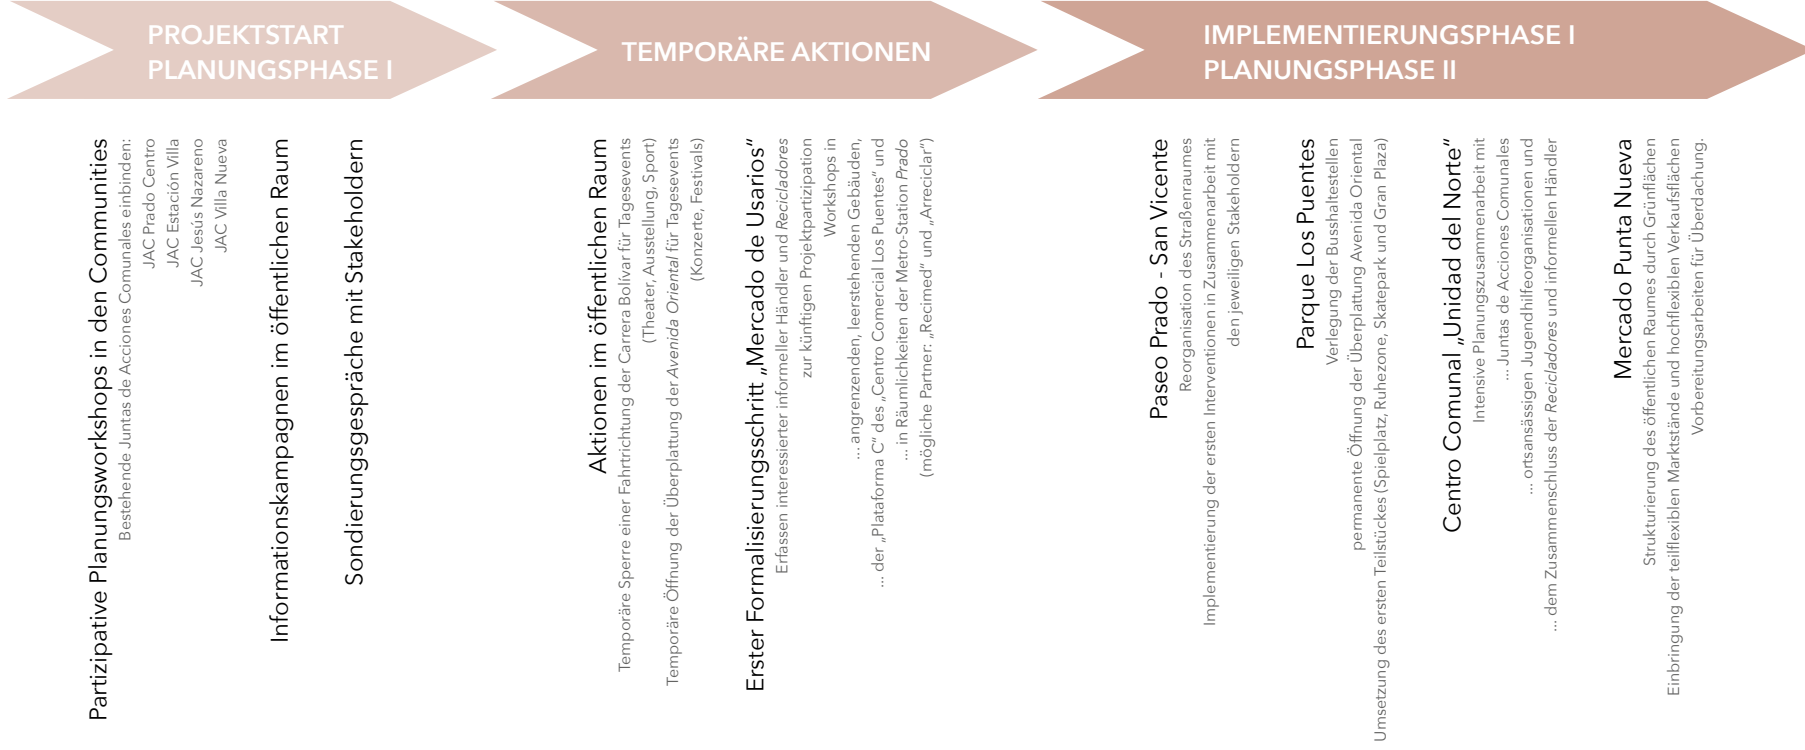 PROJEKTSTART
PLANUNGSPHASE I
TEMPORÄRE AKTIONEN
IMPLEMENTIERUNGSPHASE I
PLANUNGSPHASE II
Partizipative Planungsworkshops in den Communities
Bestehende Juntas de Acciones Comunales einbinden:
JAC Prado Centro
JAC Estación Villa
JAC Jesús Nazareno
JAC Villa Nueva
Informationskampagnen im öffentlichen Raum
Sondierungsgespräche mit Stakeholdern
Aktionen im öffentlichen Raum
Temporäre Sperre einer Fahrtrichtung der Carrera Bolívar für Tagesevents
(Theater, Ausstellung, Sport)
Temporäre Öffnung der Überplattung der Avenida Oriental für Tagesevents
(Konzerte, Festivals)
Erster Formalisierungsschritt „Mercado de Usarios“
Erfassen interessierter informeller Händler und Recicladores
zur künftigen Projektpartizipation
Workshops in
... angrenzenden, leerstehenden Gebäuden,
... der „Plataforma C“ des „Centro Comercial Los Puentes“ und
... in Räumlichkeiten der Metro-Station Prado
(mögliche Partner: „Recimed“ und „Arreciclar“)
Paseo Prado - San Vicente
Reorganisation des Straßenraumes
Implementierung der ersten Interventionen in Zusammenarbeit mit
den jeweiligen Stakeholdern
Parque Los Puentes
Verlegung der Busshaltestellen
permanente Öffnung der Überplattung Avenida Oriental
Umsetzung des ersten Teilstückes (Spielplatz, Ruhezone, Skatepark und Gran Plaza)
Centro Comunal „Unidad del Norte“
Intensive Planungszusammenarbeit mit
... Juntas de Acciones Comunales
... ortsansässigen Jugendhilfeorganisationen und
... dem Zusammenschluss der Recicladores und informellen Händler
Mercado Punta Nueva
Strukturierung des öffentlichen Raumes durch Grünflächen
Einbringung der teilflexiblen Marktstände und hochflexiblen Verkaufsflächen
Vorbereitungsarbeiten für Überdachung.